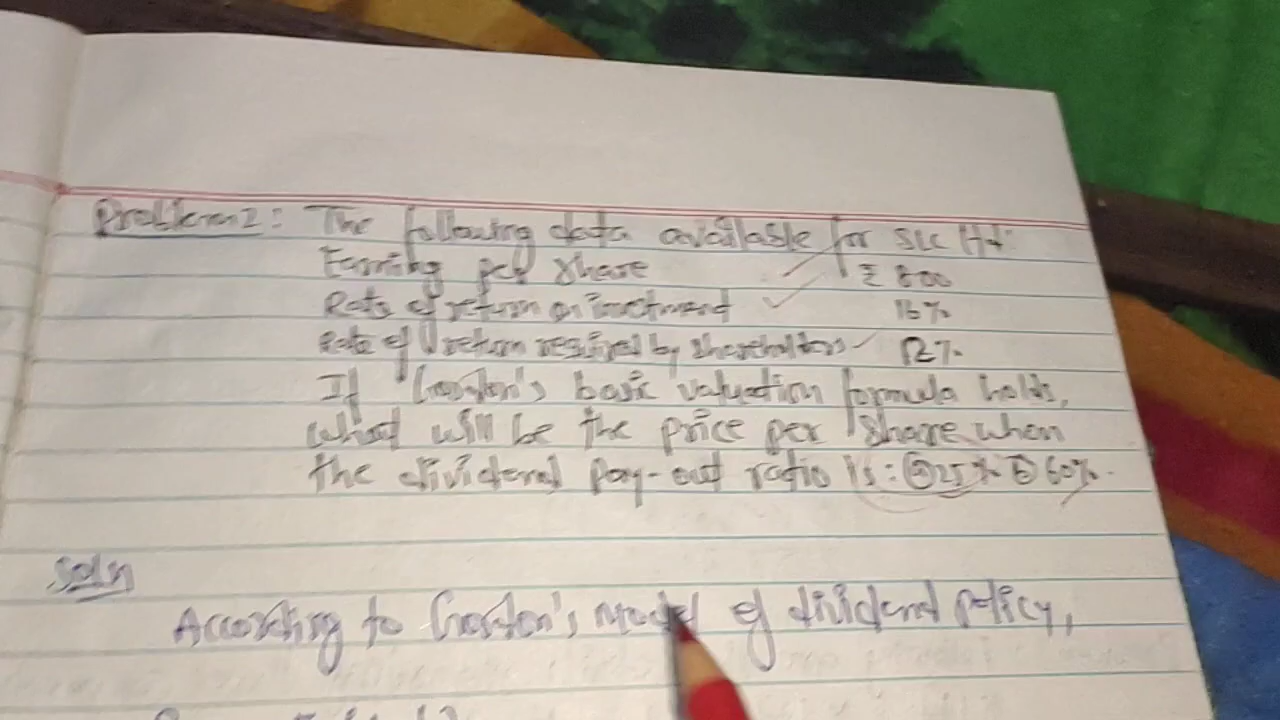 Problem 2: The following data available for SLC Ltd:
Earning per share ₹ 800
Rate of return on investment 16%
Rate of return required by shareholders 12%
If Gordon's basic valuation formula holds,
what will be the price per share when
the dividend pay-out ratio is: 25% 60%.
Soln
According to Gordon's Model of dividend policy,